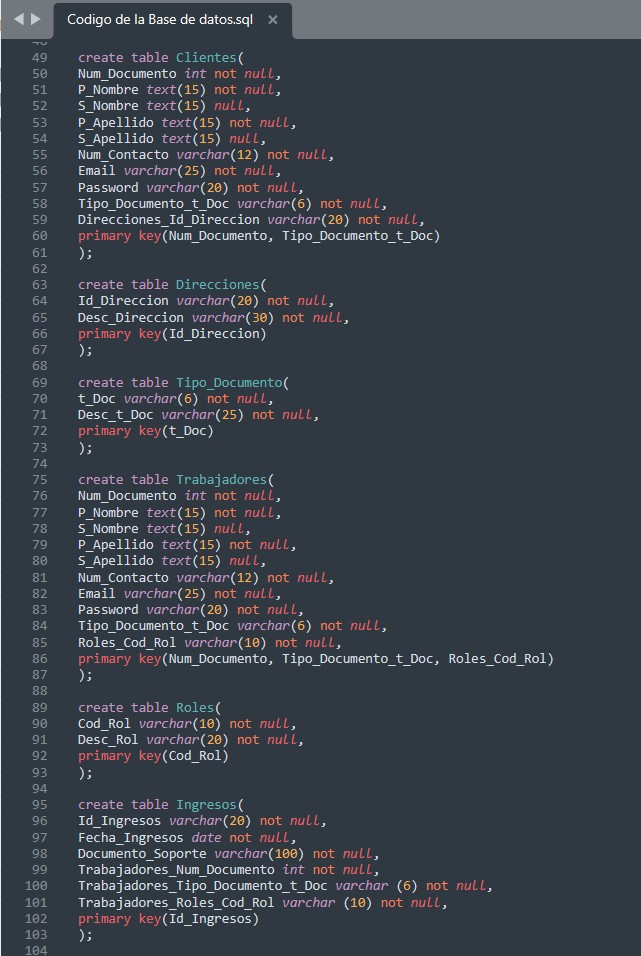 Codigo de la Base de datos.sql
49 create table Clientes(
50 Num_Documento int not null,
51 P_Nombre text(15) not null,
52 S_Nombre text(15) null,
53 P_Apellido text(15) not null,
54 S_Apellido text(15) null,
55 Num_Contacto varchar(12) not null,
56 Email varchar(25) not null,
57 Password varchar(20) not null,
58 Tipo_Documento_t_Doc varchar(6) not null,
59 Direcciones_Id_Direccion varchar(20) not null,
60 primary key(Num_Documento, Tipo_Documento_t_Doc)
61 );
62
63 create table Direcciones(
64 Id_Direccion varchar(20) not null,
65 Desc_Direccion varchar(30) not null,
66 primary key(Id_Direccion)
67 );
68
69 create table Tipo_Documento(
70 t_Doc varchar(6) not null,
71 Desc_t_Doc varchar(25) not null,
72 primary key(t_Doc)
73 );
74
75 create table Trabajadores(
76 Num_Documento int not null,
77 P_Nombre text(15) not null,
78 S_Nombre text(15) null,
79 P_Apellido text(15) not null,
80 S_Apellido text(15) null,
81 Num_Contacto varchar(12) not null,
82 Email varchar(25) not null,
83 Password varchar(20) not null,
84 Tipo_Documento_t_Doc varchar(6) not null,
85 Roles_Cod_Rol varchar(10) not null,
86 primary key(Num_Documento, Tipo_Documento_t_Doc, Roles_Cod_Rol)
87 );
88
89 create table Roles(
90 Cod_Rol varchar(10) not null,
91 Desc_Rol varchar(20) not null,
92 primary key(Cod_Rol)
93 );
94
95 create table Ingresos(
96 Id_Ingresos varchar(20) not null,
97 Fecha_Ingresos date not null,
98 Documento_Soporte varchar(100) not null,
99 Trabajadores_Num_Documento int not null,
100 Trabajadores_Tipo_Documento_t_Doc varchar (6) not null,
101 Trabajadores_Roles_Cod_Rol varchar (10) not null,
102 primary key(Id_Ingresos)
103 );
104